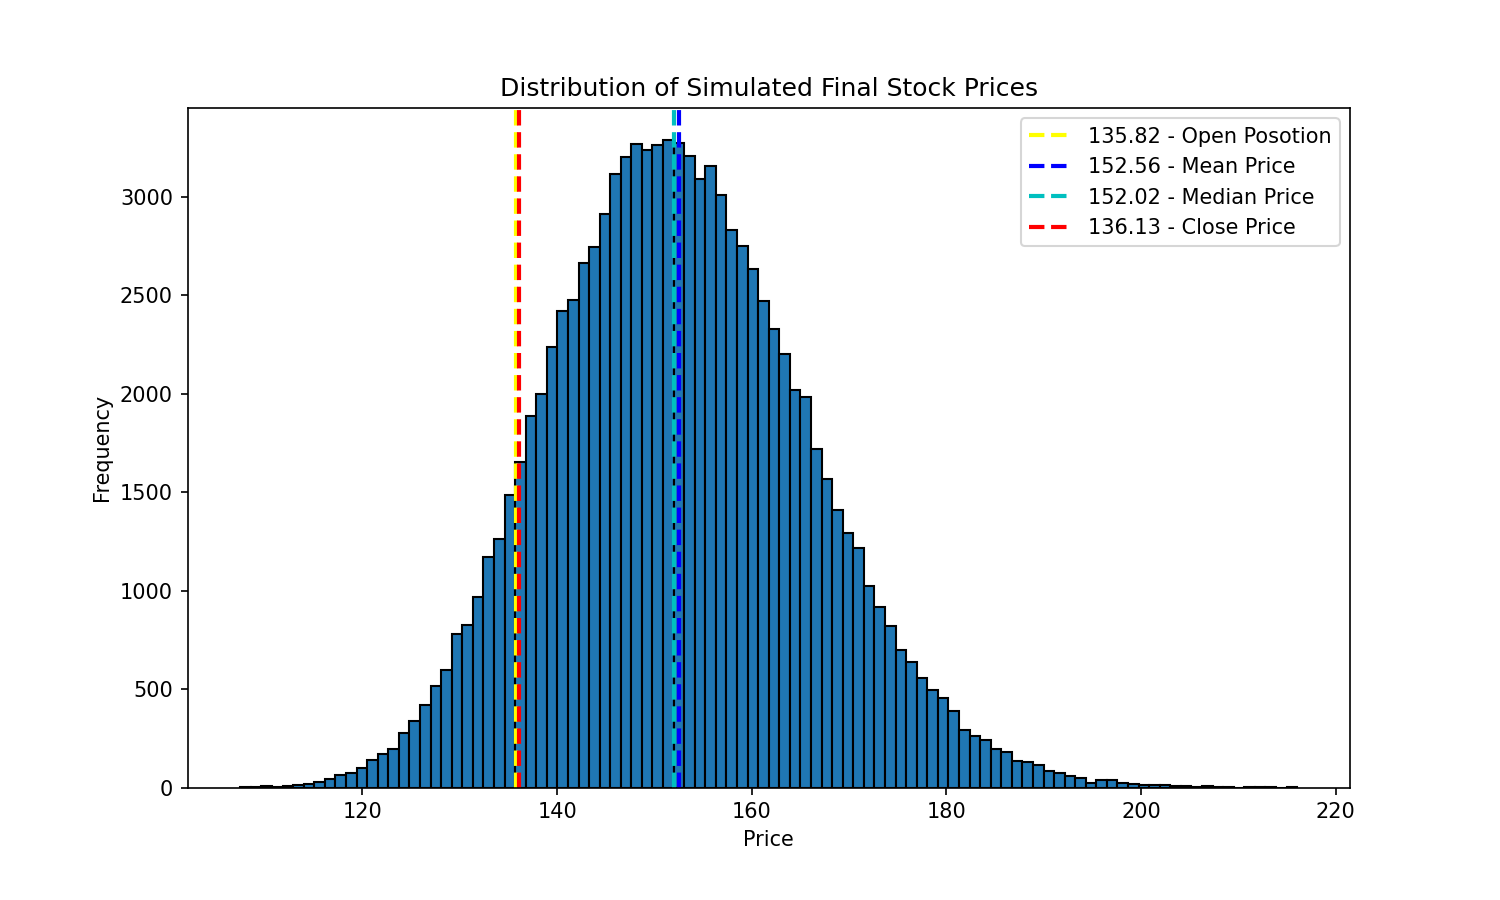 Distribution of Simulated Final Stock Prices
135.82 - Open Posotion
152.56 - Mean Price
152.02 - Median Price
136.13 - Close Price
Frequency
3000
2500
2000
1500
1000
500
0
120 140 160 180 200 220
Price